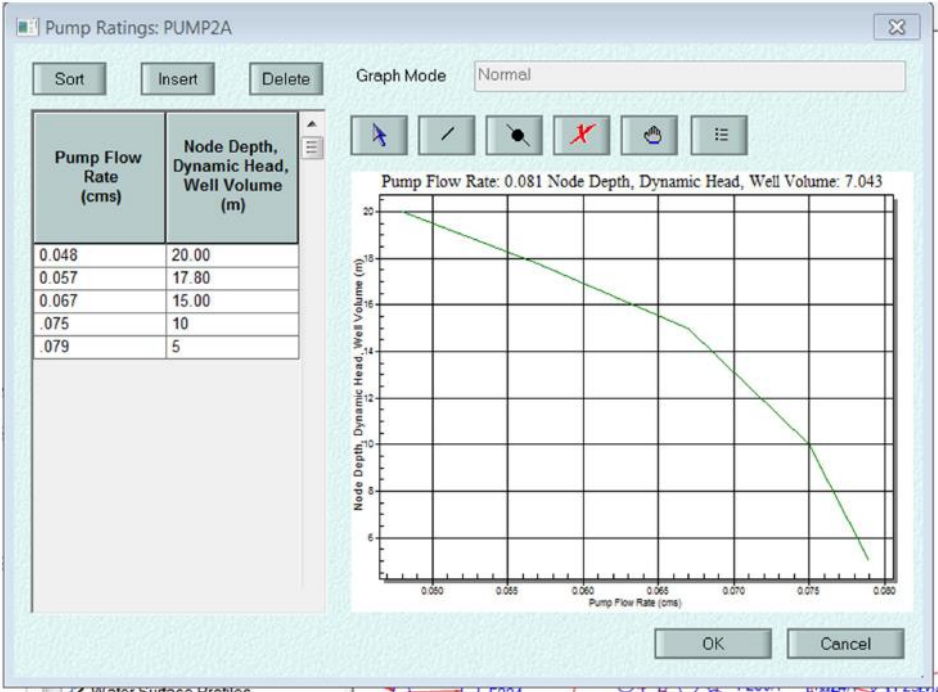 Pump Ratings: PUMP2A
Sort
Insert
Delete
Graph Mode
Normal
Pump Flow
Rate
(cms)
Node Depth,
Dynamic Head,
Well Volume
(m)
0.048 20.00
0.057 17.80
0.067 15.00
.075 10
.079 5
Pump Flow Rate: 0.081 Node Depth, Dynamic Head, Well Volume: 7.043
Node Depth, Dynamic Head, Well Volume (m)
20
18
16
14
12
10
8
6
0.050 0.055 0.060 0.065 0.070 0.075 0.080
Pump Flow Rate (cms)
OK
Cancel
Water Surface Profiles